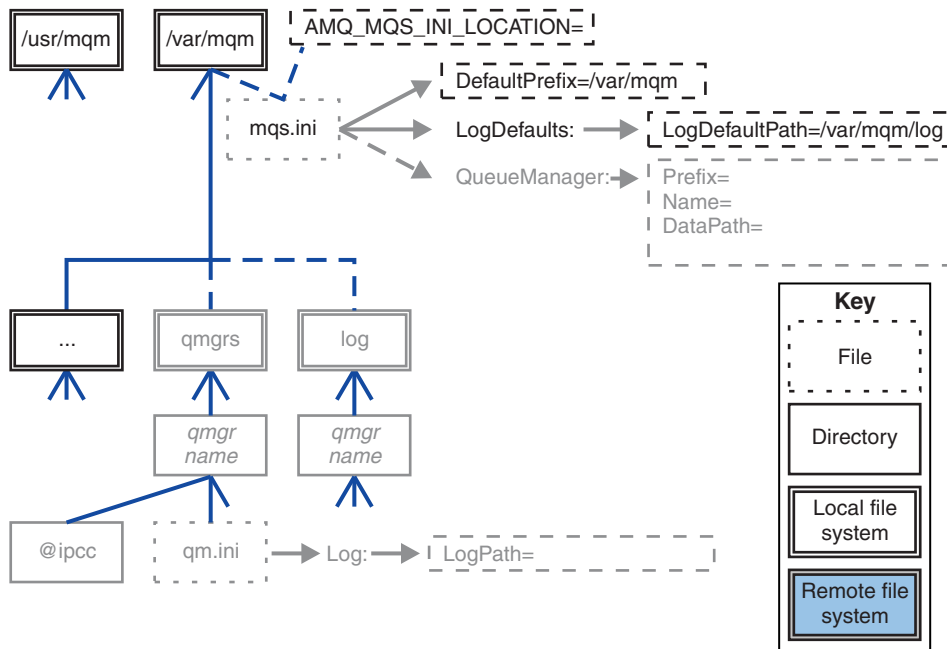 /usr/mqm
/var/mqm
AMQ_MQS_INI_LOCATION=
DefaultPrefix=/var/mqm
mqs.ini
LogDefaults:
LogDefaultPath=/var/mqm/log
QueueManager:
Prefix=
Name=
DataPath=
...
qmgrs
log
qmgr
name
qmgr
name
@ipcc
qm.ini
Log:
LogPath=
Key
File
Directory
Local file
system
Remote file
system